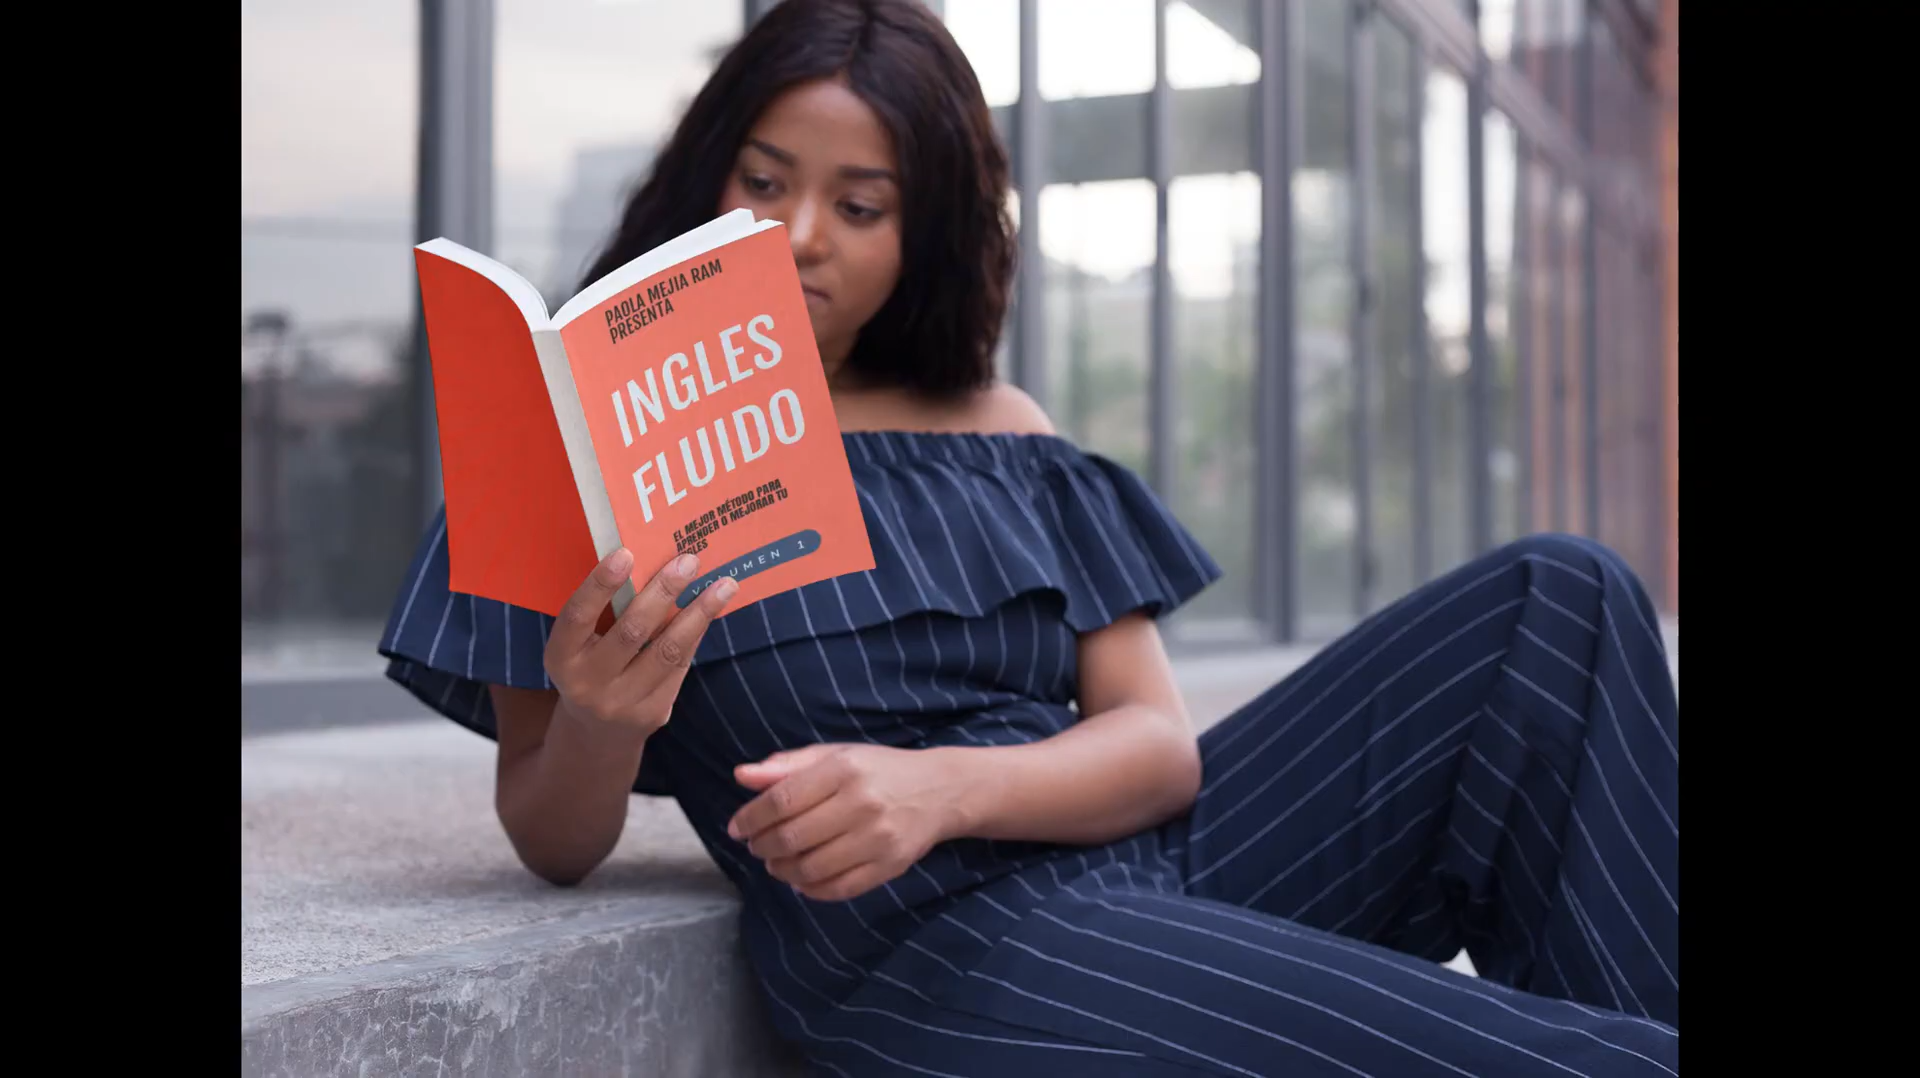 PAOLA MEJIA RAM
PRESENTA
INGLES
FLUIDO
EL MEJOR MÉTODO PARA
APRENDER O MEJORAR TU
VOLUMEN 1